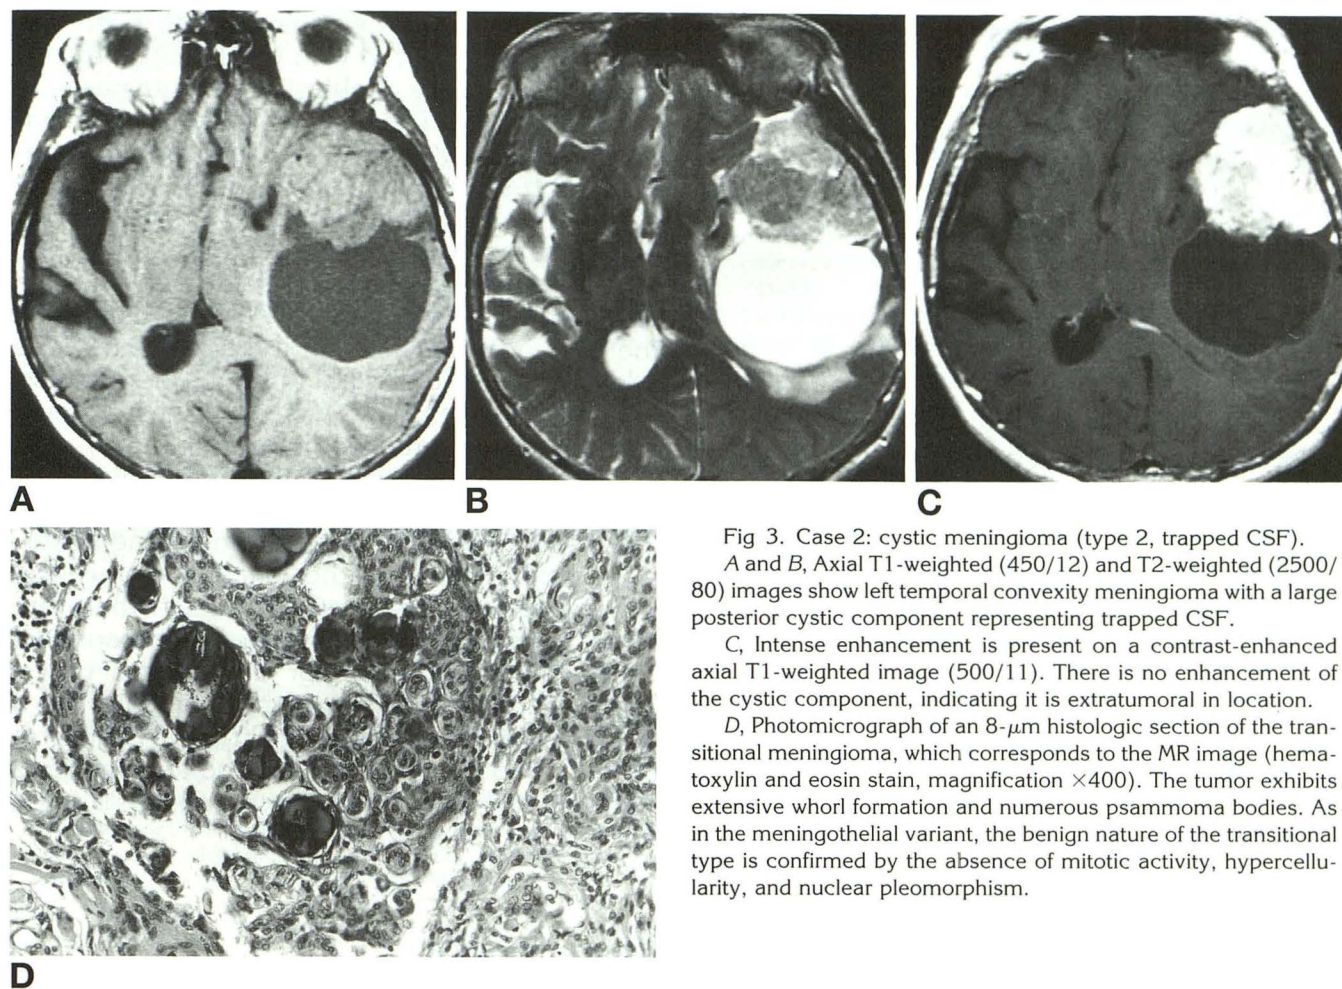 A
B
C
D
Fig 3. Case 2: cystic meningioma (type 2, trapped CSF).
A and B, Axial T1-weighted (450/12) and T2-weighted (2500/
80) images show left temporal convexity meningioma with a large
posterior cystic component representing trapped CSF.
C, Intense enhancement is present on a contrast-enhanced
axial T1-weighted image (500/11). There is no enhancement of
the cystic component, indicating it is extratumoral in location.
D, Photomicrograph of an 8-μm histologic section of the tran-
sitional meningioma, which corresponds to the MR image (hema-
toxylin and eosin stain, magnification ×400). The tumor exhibits
extensive whorl formation and numerous psammoma bodies. As
in the meningothelial variant, the benign nature of the transitional
type is confirmed by the absence of mitotic activity, hypercellu-
larity, and nuclear pleomorphism.